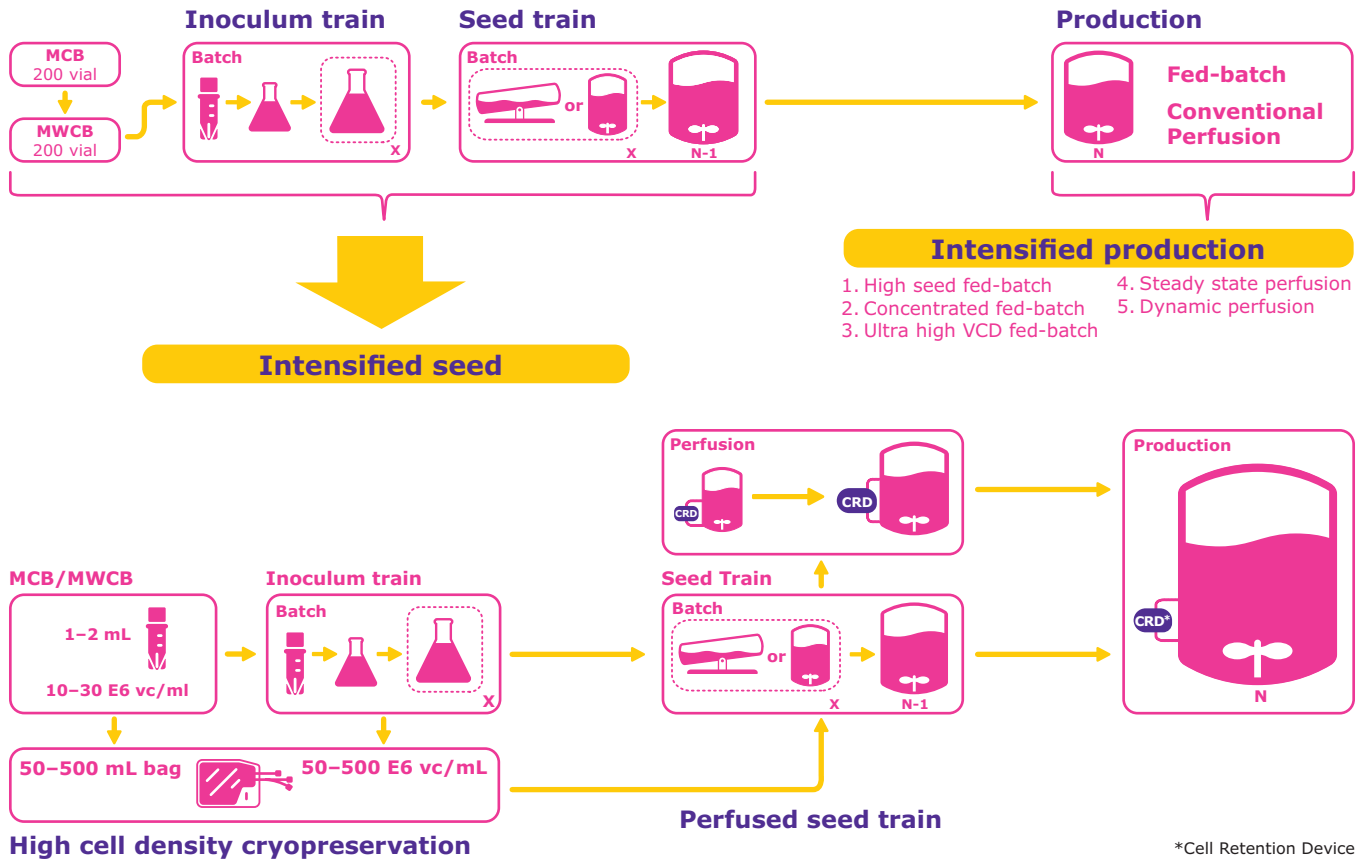 Inoculum train
Seed train
Production
MCB
200 vial
MWCB
200 vial
Batch
X
Batch
or
X
N-1
N
Fed-batch
Conventional
Perfusion
Intensified production
1. High seed fed-batch
2. Concentrated fed-batch
3. Ultra high VCD fed-batch
4. Steady state perfusion
5. Dynamic perfusion
Intensified seed
Perfusion
CRD
CRD
Production
CRD*
N
MCB/MWCB
1–2 mL
10–30 E6 vc/ml
Inoculum train
Batch
X
Seed Train
Batch
or
X
N-1
50–500 mL bag
50–500 E6 vc/mL
High cell density cryopreservation
Perfused seed train
*Cell Retention Device